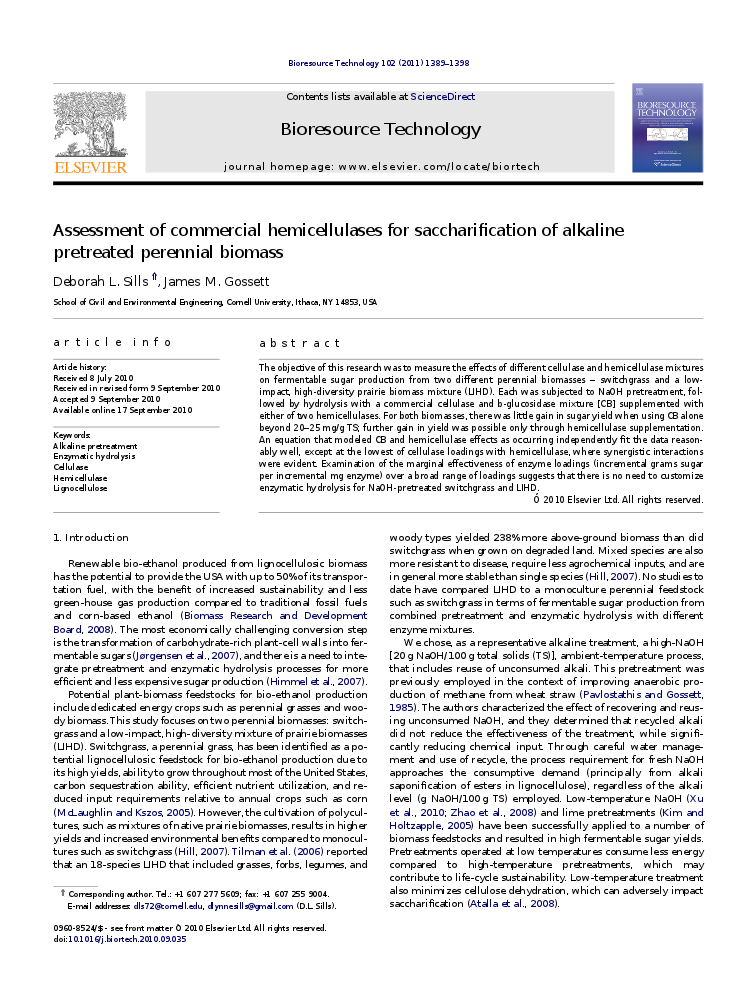 Bioresource Technology 102 (2011) 1389–1398
Contents lists available at ScienceDirect
Bioresource Technology
journal homepage: www.elsevier.com/locate/biortech
ELSEVIER
BIORESOURCE
TECHNOLOGY
Assessment of commercial hemicellulases for saccharification of alkaline
pretreated perennial biomass
Deborah L. Sills ⇑, James M. Gossett
School of Civil and Environmental Engineering, Cornell University, Ithaca, NY 14853, USA
article info
Article history:
Received 8 July 2010
Received in revised form 9 September 2010
Accepted 9 September 2010
Available online 17 September 2010
Keywords:
Alkaline pretreatment
Enzymatic hydrolysis
Cellulase
Hemicellulase
Lignocellulose
abstract
The objective of this research was to measure the effects of different cellulase and hemicellulase mixtures
on fermentable sugar production from two different perennial biomasses – switchgrass and a low-
impact, high-diversity prairie biomass mixture (LIHD). Each was subjected to NaOH pretreatment, fol-
lowed by hydrolysis with a commercial cellulase and b-glucosidase mixture [CB] supplemented with
either of two hemicellulases. For both biomasses, there was little gain in sugar yield when using CB alone
beyond 20–25 mg/g TS; further gain in yield was possible only through hemicellulase supplementation.
An equation that modeled CB and hemicellulase effects as occurring independently fit the data reason-
ably well, except at the lowest of cellulase loadings with hemicellulase, where synergistic interactions
were evident. Examination of the marginal effectiveness of enzyme loadings (incremental grams sugar
per incremental mg enzyme) over a broad range of loadings suggests that there is no need to customize
enzymatic hydrolysis for NaOH-pretreated switchgrass and LIHD.
Ó 2010 Elsevier Ltd. All rights reserved.
1. Introduction
Renewable bio-ethanol produced from lignocellulosic biomass
has the potential to provide the USA with up to 50% of its transpor-
tation fuel, with the benefit of increased sustainability and less
green-house gas production compared to traditional fossil fuels
and corn-based ethanol (Biomass Research and Development
Board, 2008). The most economically challenging conversion step
is the transformation of carbohydrate-rich plant-cell walls into fer-
mentable sugars (Jørgensen et al., 2007), and there is a need to inte-
grate pretreatment and enzymatic hydrolysis processes for more
efficient and less expensive sugar production (Himmel et al., 2007).
Potential plant-biomass feedstocks for bio-ethanol production
include dedicated energy crops such as perennial grasses and woo-
dy biomass. This study focuses on two perennial biomasses: switch-
grass and a low-impact, high-diversity mixture of prairie biomasses
(LIHD). Switchgrass, a perennial grass, has been identified as a po-
tential lignocellulosic feedstock for bio-ethanol production due to
its high yields, ability to grow throughout most of the United States,
carbon sequestration ability, efficient nutrient utilization, and re-
duced input requirements relative to annual crops such as corn
(McLaughlin and Kszos, 2005). However, the cultivation of polycul-
tures, such as mixtures of native prairie biomasses, results in higher
yields and increased environmental benefits compared to monocul-
tures such as switchgrass (Hill, 2007). Tilman et al. (2006) reported
that an 18-species LIHD that included grasses, forbs, legumes, and
⇑ Corresponding author. Tel.: +1 607 277 5609; fax: +1 607 255 9004.
E-mail addresses: dls72@cornell.edu, dlynnesills@gmail.com (D.L. Sills).
0960-8524/$ - see front matter Ó 2010 Elsevier Ltd. All rights reserved.
doi:10.1016/j.biortech.2010.09.035
woody types yielded 238% more above-ground biomass than did
switchgrass when grown on degraded land. Mixed species are also
more resistant to disease, require less agrochemical inputs, and are
in general more stable than single species (Hill, 2007). No studies to
date have compared LIHD to a monoculture perennial feedstock
such as switchgrass in terms of fermentable sugar production from
combined pretreatment and enzymatic hydrolysis with different
enzyme mixtures.
We chose, as a representative alkaline treatment, a high-NaOH
[20 g NaOH/100 g total solids (TS)], ambient-temperature process,
that includes reuse of unconsumed alkali. This pretreatment was
previously employed in the context of improving anaerobic pro-
duction of methane from wheat straw (Pavlostathis and Gossett,
1985). The authors characterized the effect of recovering and reus-
ing unconsumed NaOH, and they determined that recycled alkali
did not reduce the effectiveness of the treatment, while signifi-
cantly reducing chemical input. Through careful water manage-
ment and use of recycle, the process requirement for fresh NaOH
approaches the consumptive demand (principally from alkali
saponification of esters in lignocellulose), regardless of the alkali
level (g NaOH/100 g TS) employed. Low-temperature NaOH (Xu
et al., 2010; Zhao et al., 2008) and lime pretreatments (Kim and
Holtzapple, 2005) have been successfully applied to a number of
biomass feedstocks and resulted in high fermentable sugar yields.
Pretreatments operated at low temperatures consume less energy
compared to high-temperature pretreatments, which may
contribute to life-cycle sustainability. Low-temperature treatment
also minimizes cellulose dehydration, which can adversely impact
saccharification (Atalla et al., 2008).